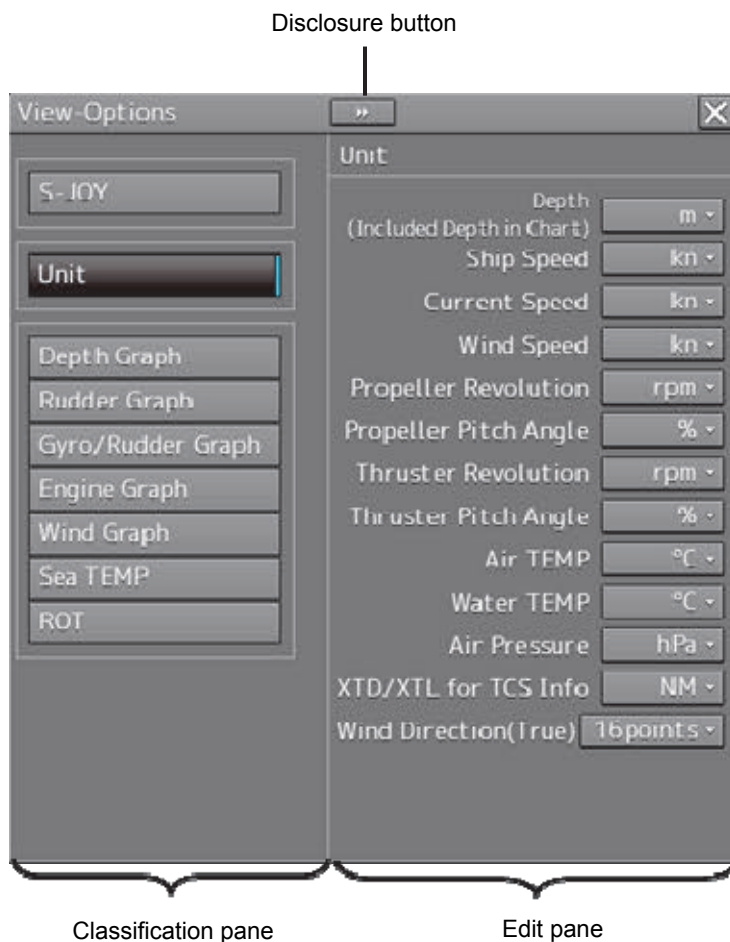 Disclosure button
View-Options
»
S-JOY
Unit
Depth Graph
Rudder Graph
Gyro/Rudder Graph
Engine Graph
Wind Graph
Sea TEMP
ROT
Unit
Depth
(Included Depth in Chart) m
Ship Speed kn
Current Speed kn
Wind Speed kn
Propeller Revolution rpm
Propeller Pitch Angle %
Thruster Revolution rpm
Thruster Pitch Angle %
Air TEMP °C
Water TEMP °C
Air Pressure hPa
XTD/XTL for TCS Info NM
Wind Direction(True) 16points
Classification pane
Edit pane